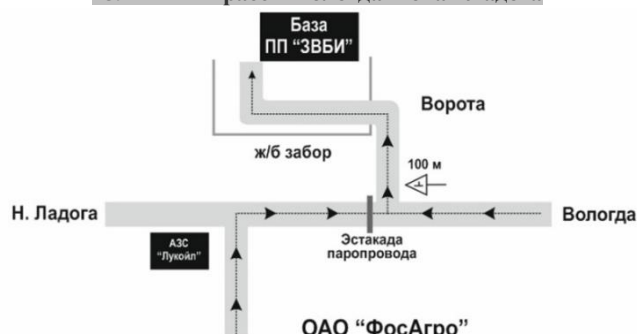 База
ПП “ЗВБИ”
Ворота
ж/б забор
100 м
Н. Ладога
Вологда
АЗС
“Лукойл”
Эстакада
паропровода
ОАО “ФосАгро”